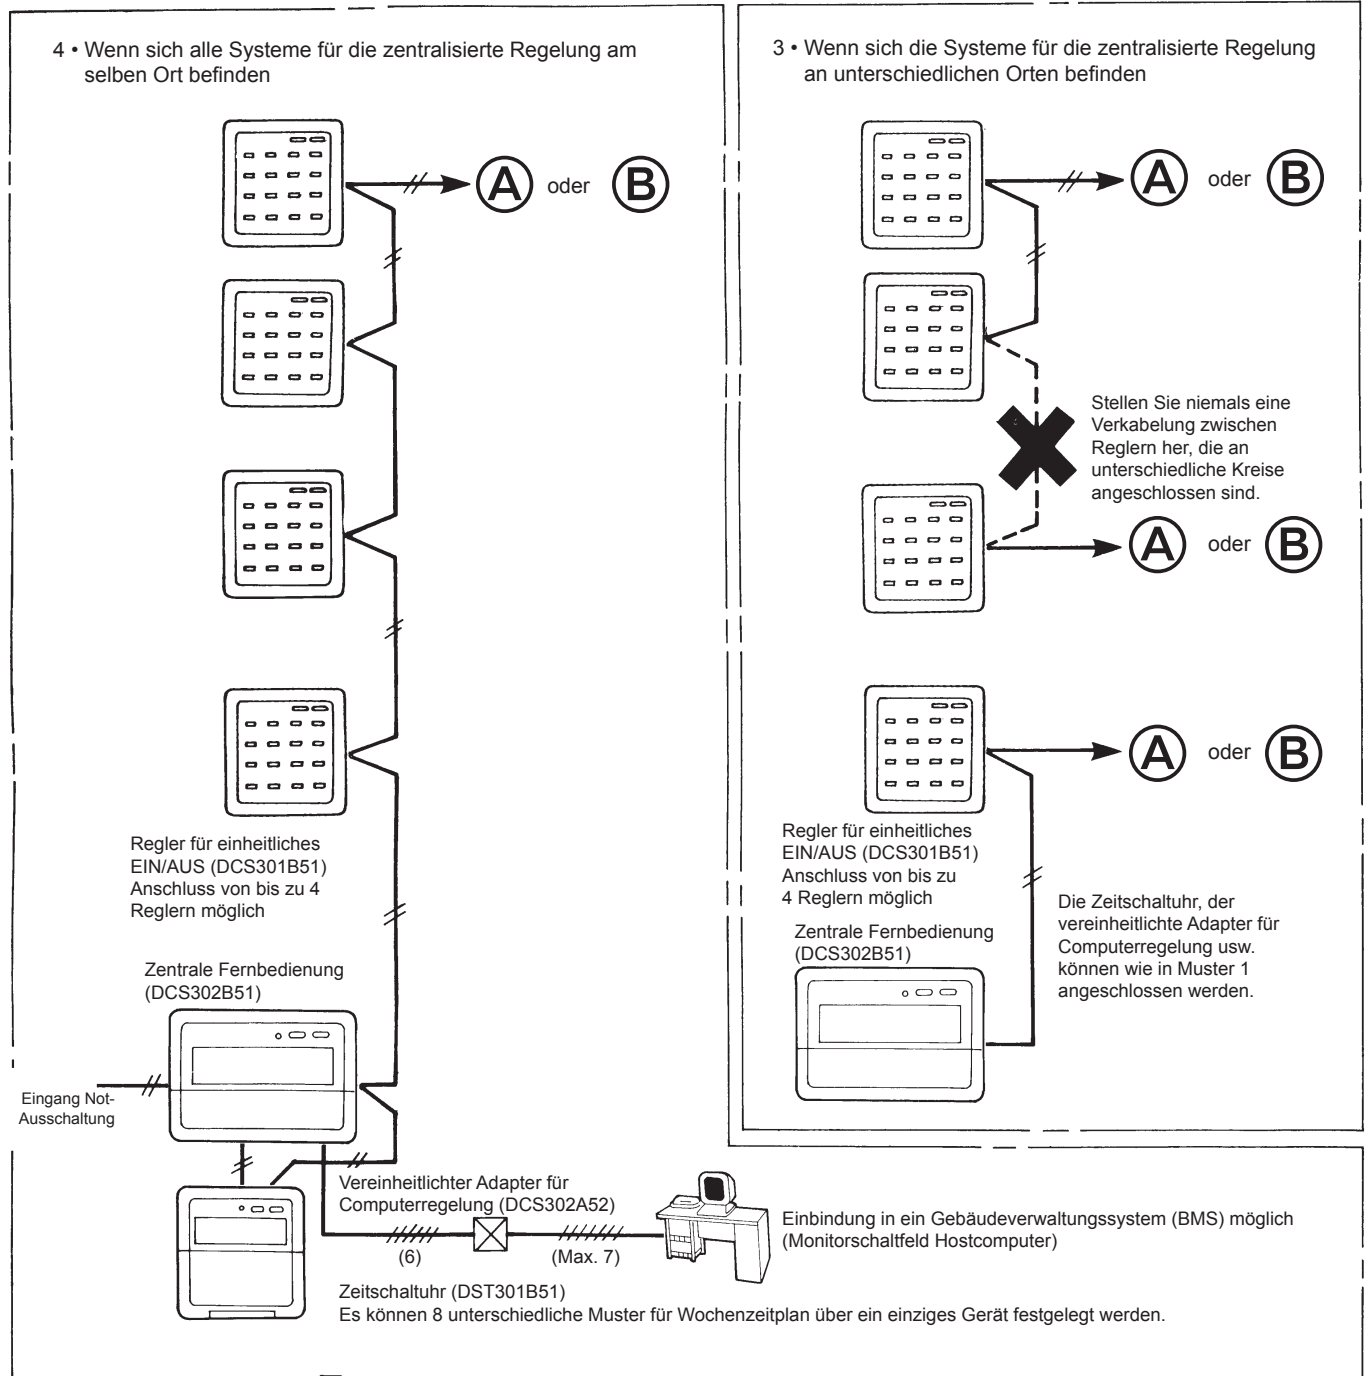 4 • Wenn sich alle Systeme für die zentralisierte Regelung am
selben Ort befinden
A oder B
Regler für einheitliches
EIN/AUS (DCS301B51)
Anschluss von bis zu 4
Reglern möglich
Zentrale Fernbedienung
(DCS302B51)
Eingang Not-
Ausschaltung
Vereinheitlichter Adapter für
Computerregelung (DCS302A52)
(6)
(Max. 7)
Einbindung in ein Gebäudeverwaltungssystem (BMS) möglich
(Monitorschaltfeld Hostcomputer)
Zeitschaltuhr (DST301B51)
Es können 8 unterschiedliche Muster für Wochenzeitplan über ein einziges Gerät festgelegt werden.
3 • Wenn sich die Systeme für die zentralisierte Regelung
an unterschiedlichen Orten befinden
A oder B
Stellen Sie niemals eine
Verkabelung zwischen
Reglern her, die an
unterschiedliche Kreise
angeschlossen sind.
A oder B
A oder B
Regler für einheitliches
EIN/AUS (DCS301B51)
Anschluss von bis zu
4 Reglern möglich
Zentrale Fernbedienung
(DCS302B51)
Die Zeitschaltuhr, der
vereinheitlichte Adapter für
Computerregelung usw.
können wie in Muster 1
angeschlossen werden.